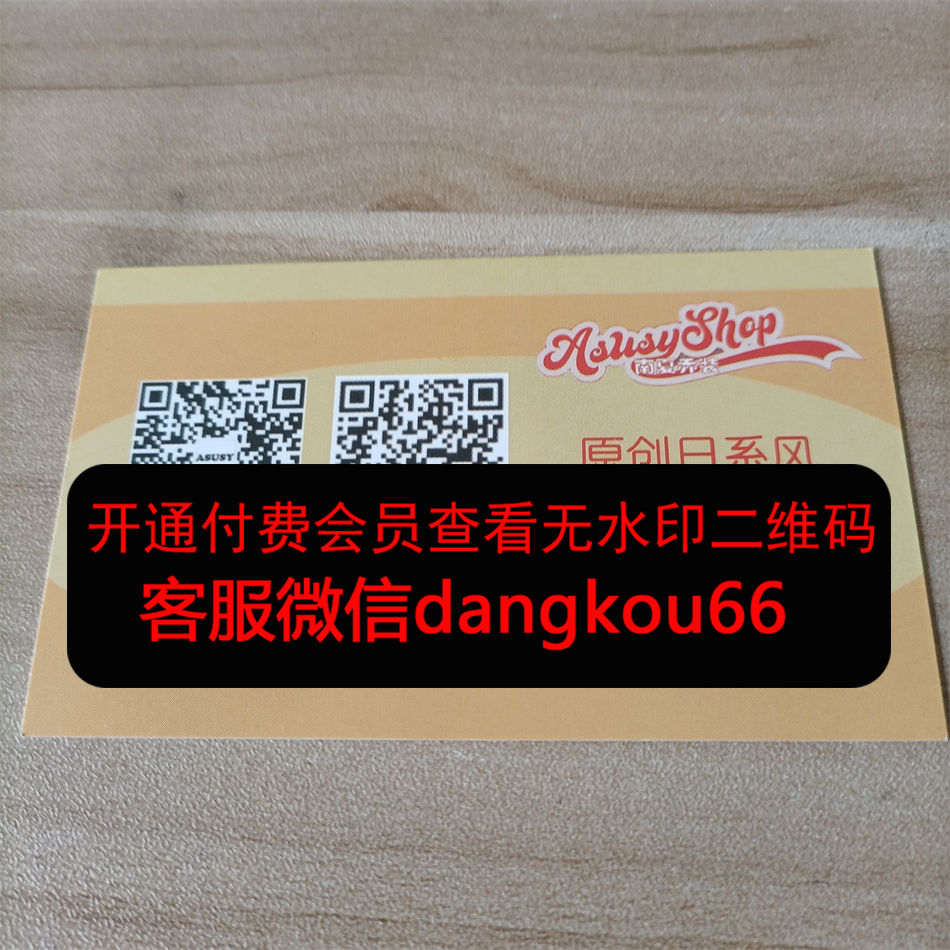 AsusyShop
ASUSY
原创日系风
开通付费会员查看无水印二维码
客服微信dangkou66